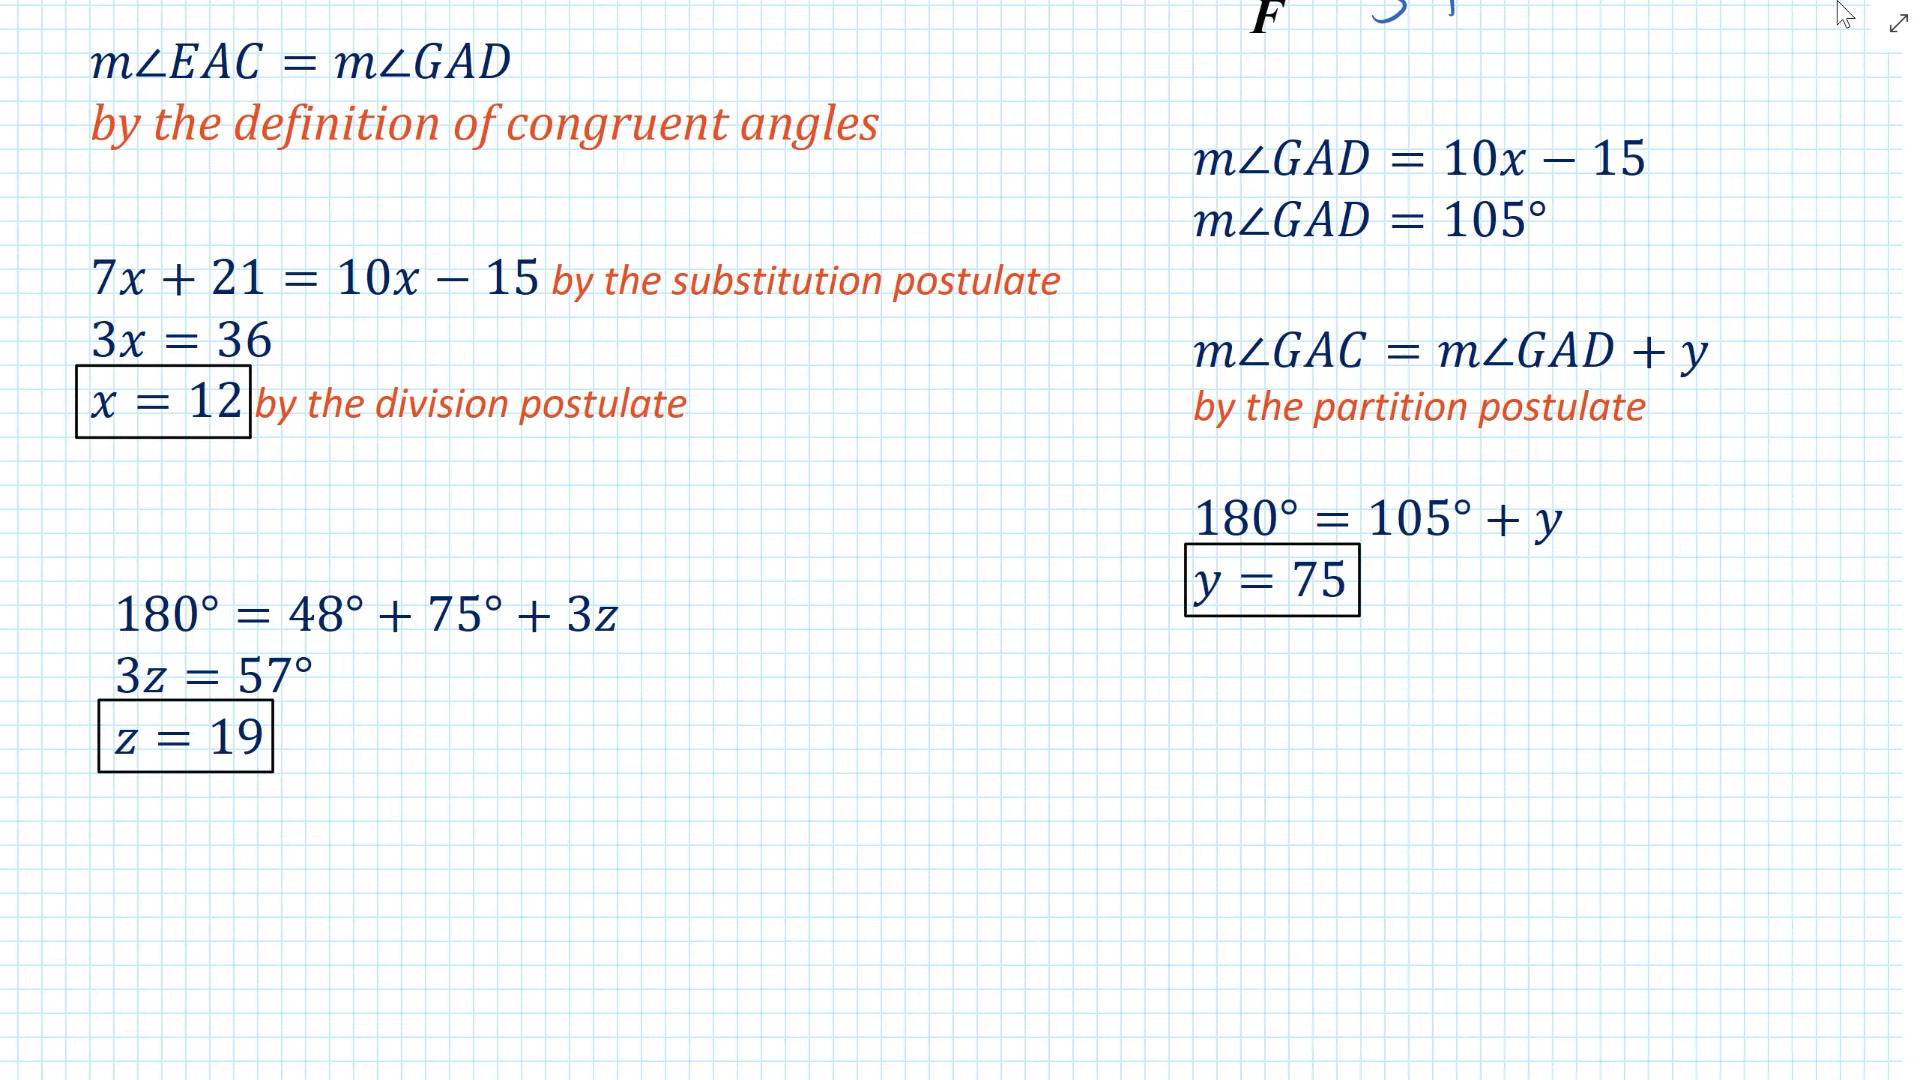 F
m∠EAC = m∠GAD
by the definition of congruent angles
7x + 21 = 10x − 15 by the substitution postulate
3x = 36
x = 12 by the division postulate
180° = 48° + 75° + 3z
3z = 57°
z = 19
m∠GAD = 10x − 15
m∠GAD = 105°
m∠GAC = m∠GAD + y
by the partition postulate
180° = 105° + y
y = 75